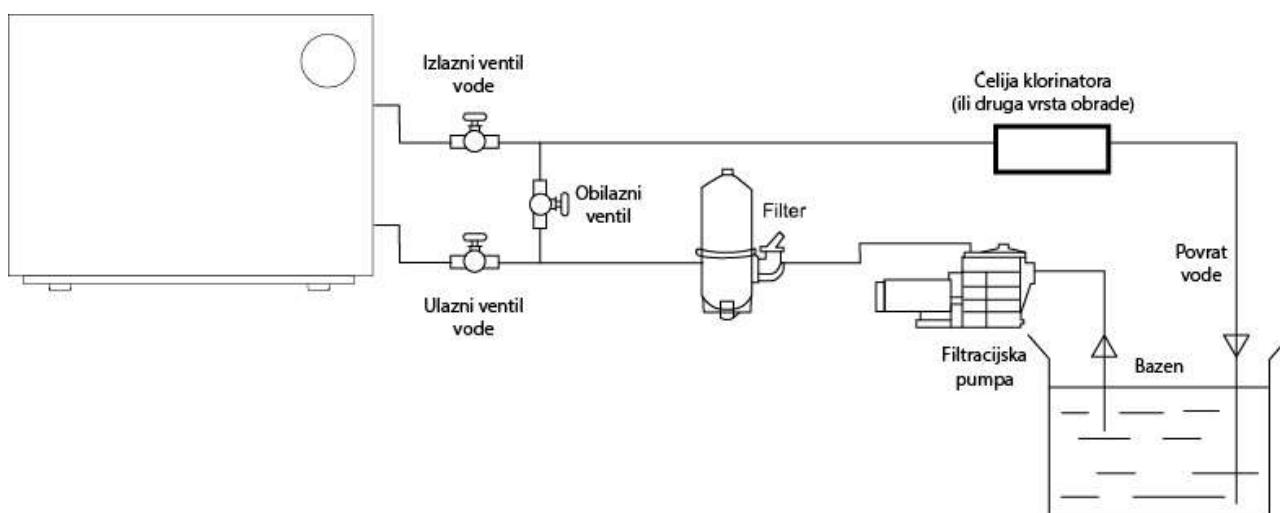 Izlazni ventil
vode
Ćelija klorinatora
(ili druga vrsta obrade)
Obilazni
ventil
Filter
Povrat
vode
Ulazni ventil
vode
Filtracijska
pumpa
Bazen